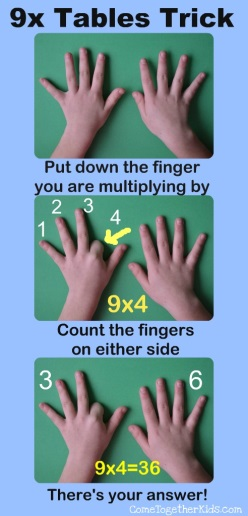 9x Tables Trick
Put down the finger
you are multiplying by
1 2 3 4
9x4
Count the fingers
on either side
3 6
9x4=36
There's your answer!
ComeTogetherKids.com